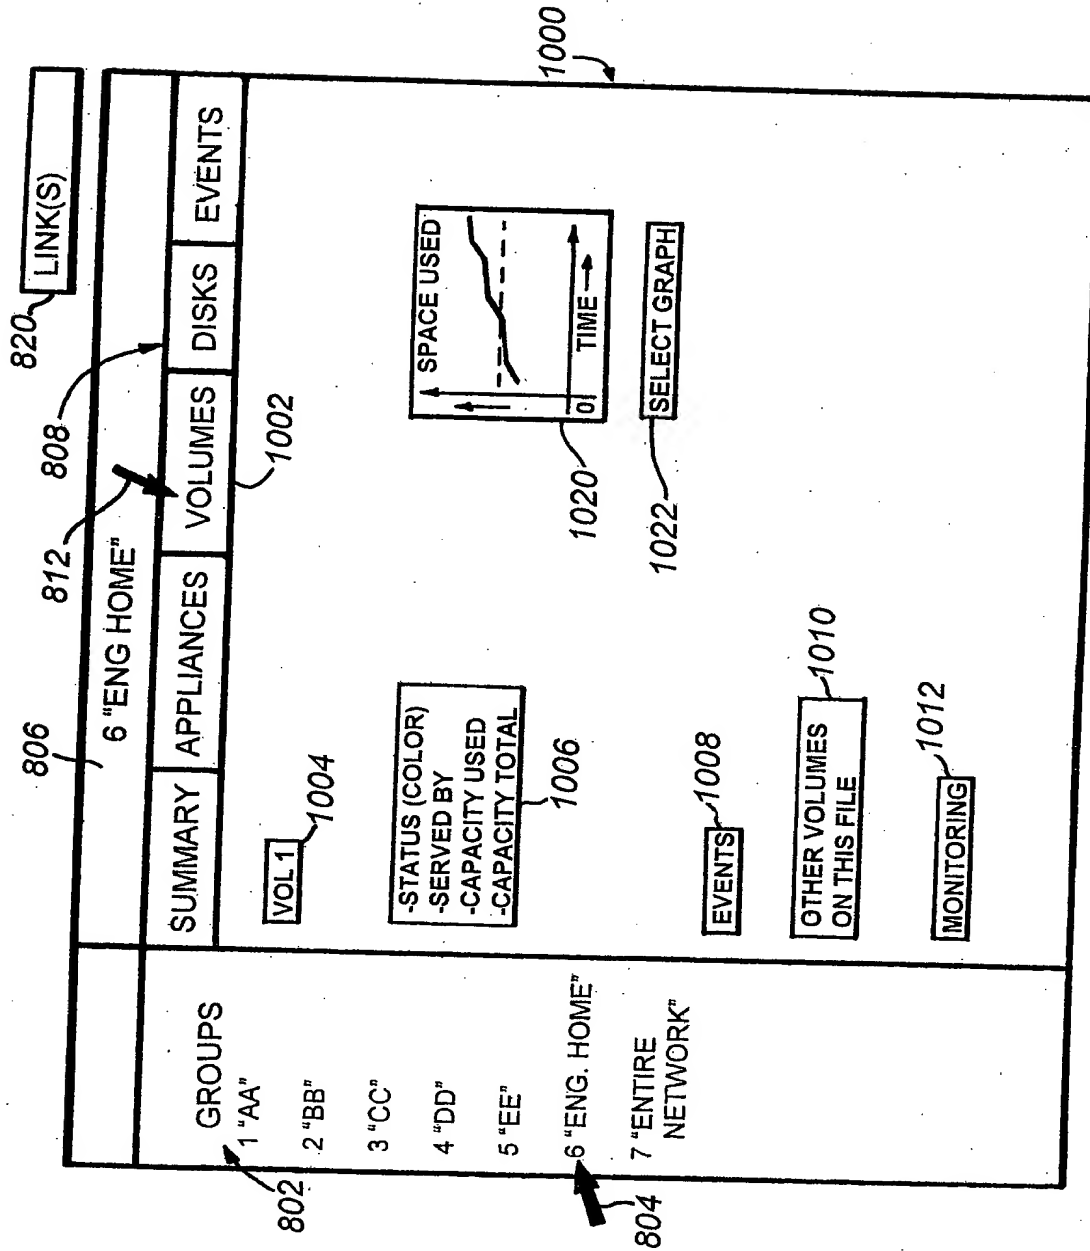 820
LINK(S)
808
812
806
6 "ENG HOME"
SUMMARY
APPLIANCES
VOLUMES
DISKS
EVENTS
1002
1000
802
GROUPS
1 "AA"
2 "BB"
3 "CC"
4 "DD"
5 "EE"
6 "ENG. HOME"
7 "ENTIRE
NETWORK"
804
VOL 1
1004
-STATUS (COLOR)
-SERVED BY
-CAPACITY USED
-CAPACITY TOTAL
1006
SPACE USED
0
TIME
1020
SELECT GRAPH
1022
EVENTS
1008
OTHER VOLUMES
ON THIS FILE
1010
MONITORING
1012